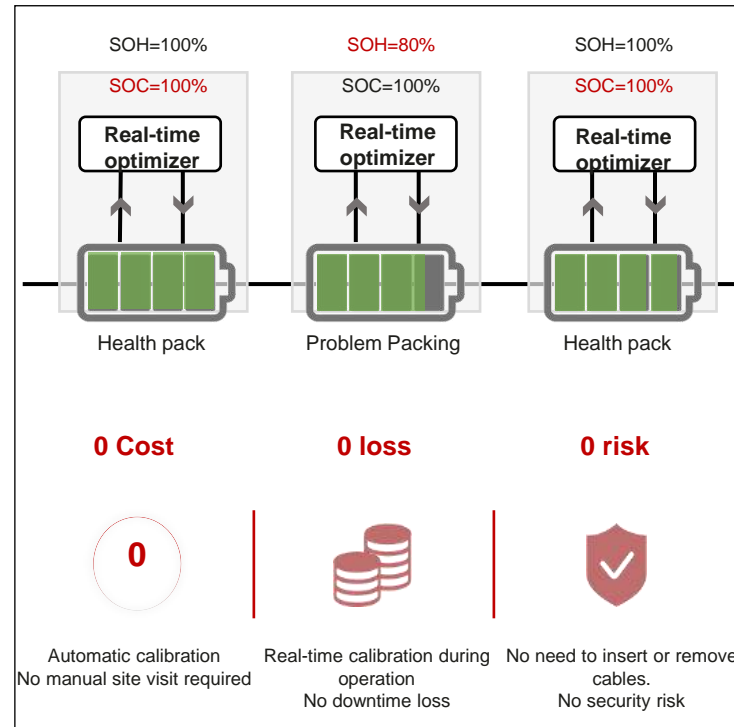 SOH=100%
SOH=80%
SOH=100%
SOC=100%
SOC=100%
SOC=100%
Real-time
optimizer
Real-time
optimizer
Real-time
optimizer
Health pack
Problem Packing
Health pack
0 Cost
0 loss
0 risk
0
Automatic calibration
No manual site visit required
Real-time calibration during
operation
No downtime loss
No need to insert or remove
cables.
No security risk